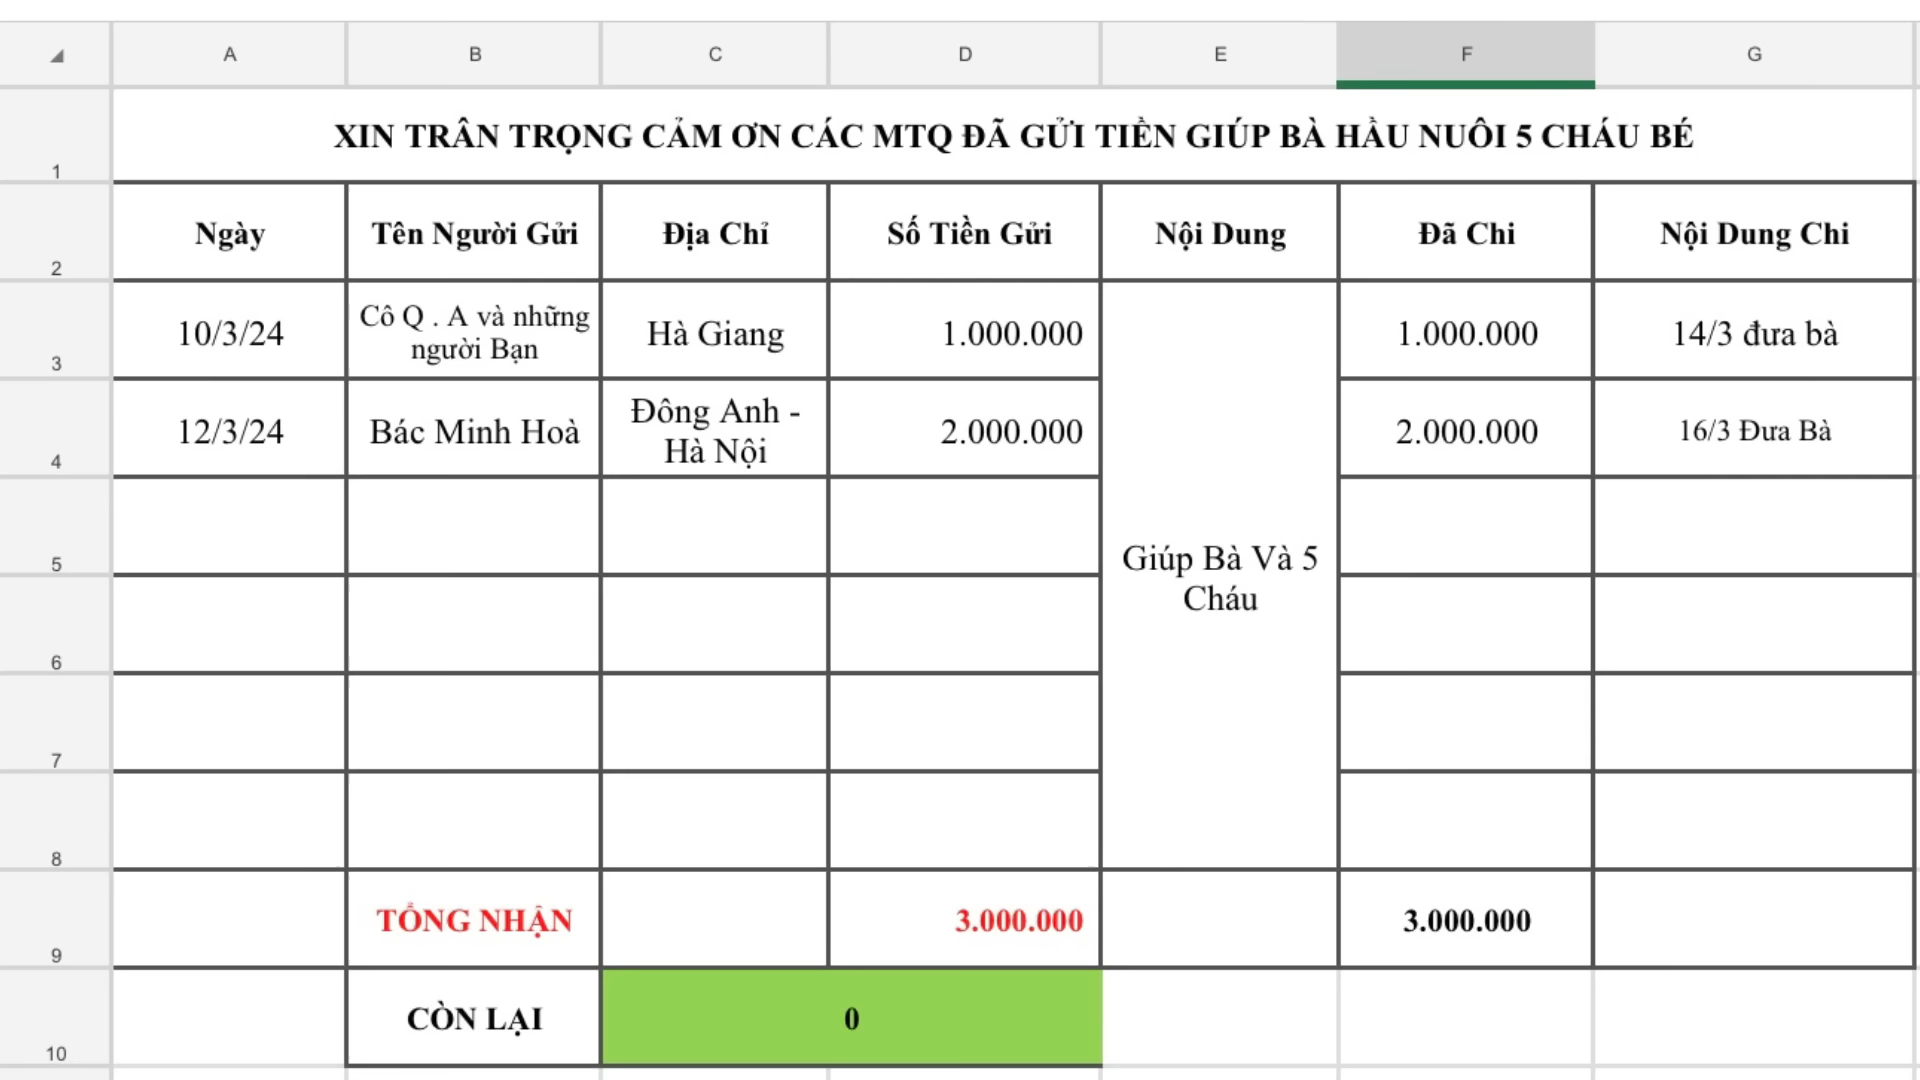 A B C D E F G
1 XIN TRÂN TRỌNG CẢM ƠN CÁC MTQ ĐÃ GỬI TIỀN GIÚP BÀ HẦU NUÔI 5 CHÁU BÉ
2 Ngày Tên Người Gửi Địa Chỉ Số Tiền Gửi Nội Dung Đã Chi Nội Dung Chi
3 10/3/24 Cô Q . A và những
người Bạn
Hà Giang 1.000.000 1.000.000 14/3 đưa bà
4 12/3/24 Bác Minh Hoà Đông Anh -
Hà Nội
2.000.000 2.000.000 16/3 Đưa Bà
5
Giúp Bà Và 5
Cháu
6
7
8
9 TỔNG NHẬN 3.000.000 3.000.000
10 CÒN LẠI 0